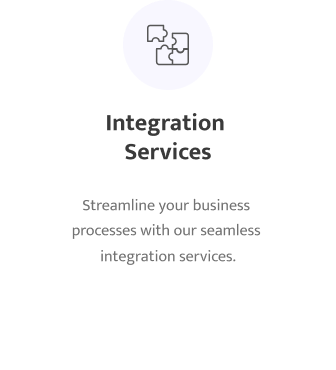 Integration
Services
Streamline your business
processes with our seamless
integration services.